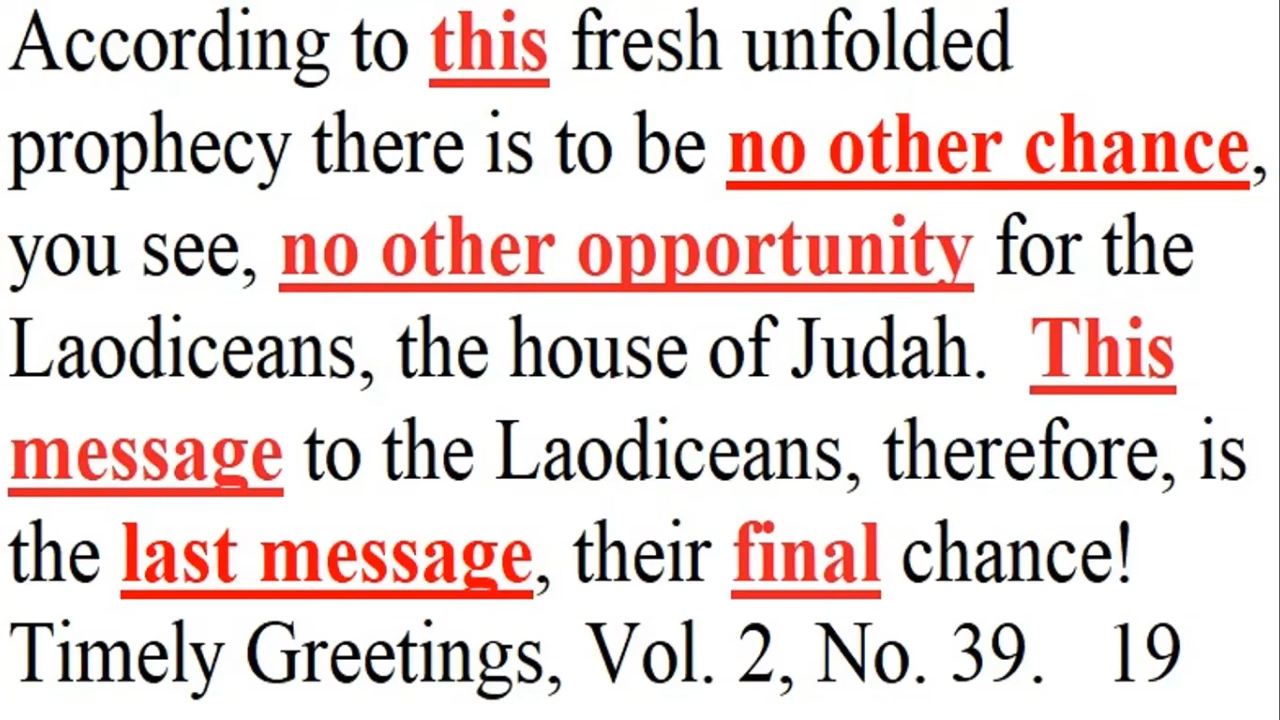 According to this fresh unfolded
prophecy there is to be no other chance,
you see, no other opportunity for the
Laodiceans, the house of Judah.  This
message to the Laodiceans, therefore, is
the last message, their final chance!
Timely Greetings, Vol. 2, No. 39.   19